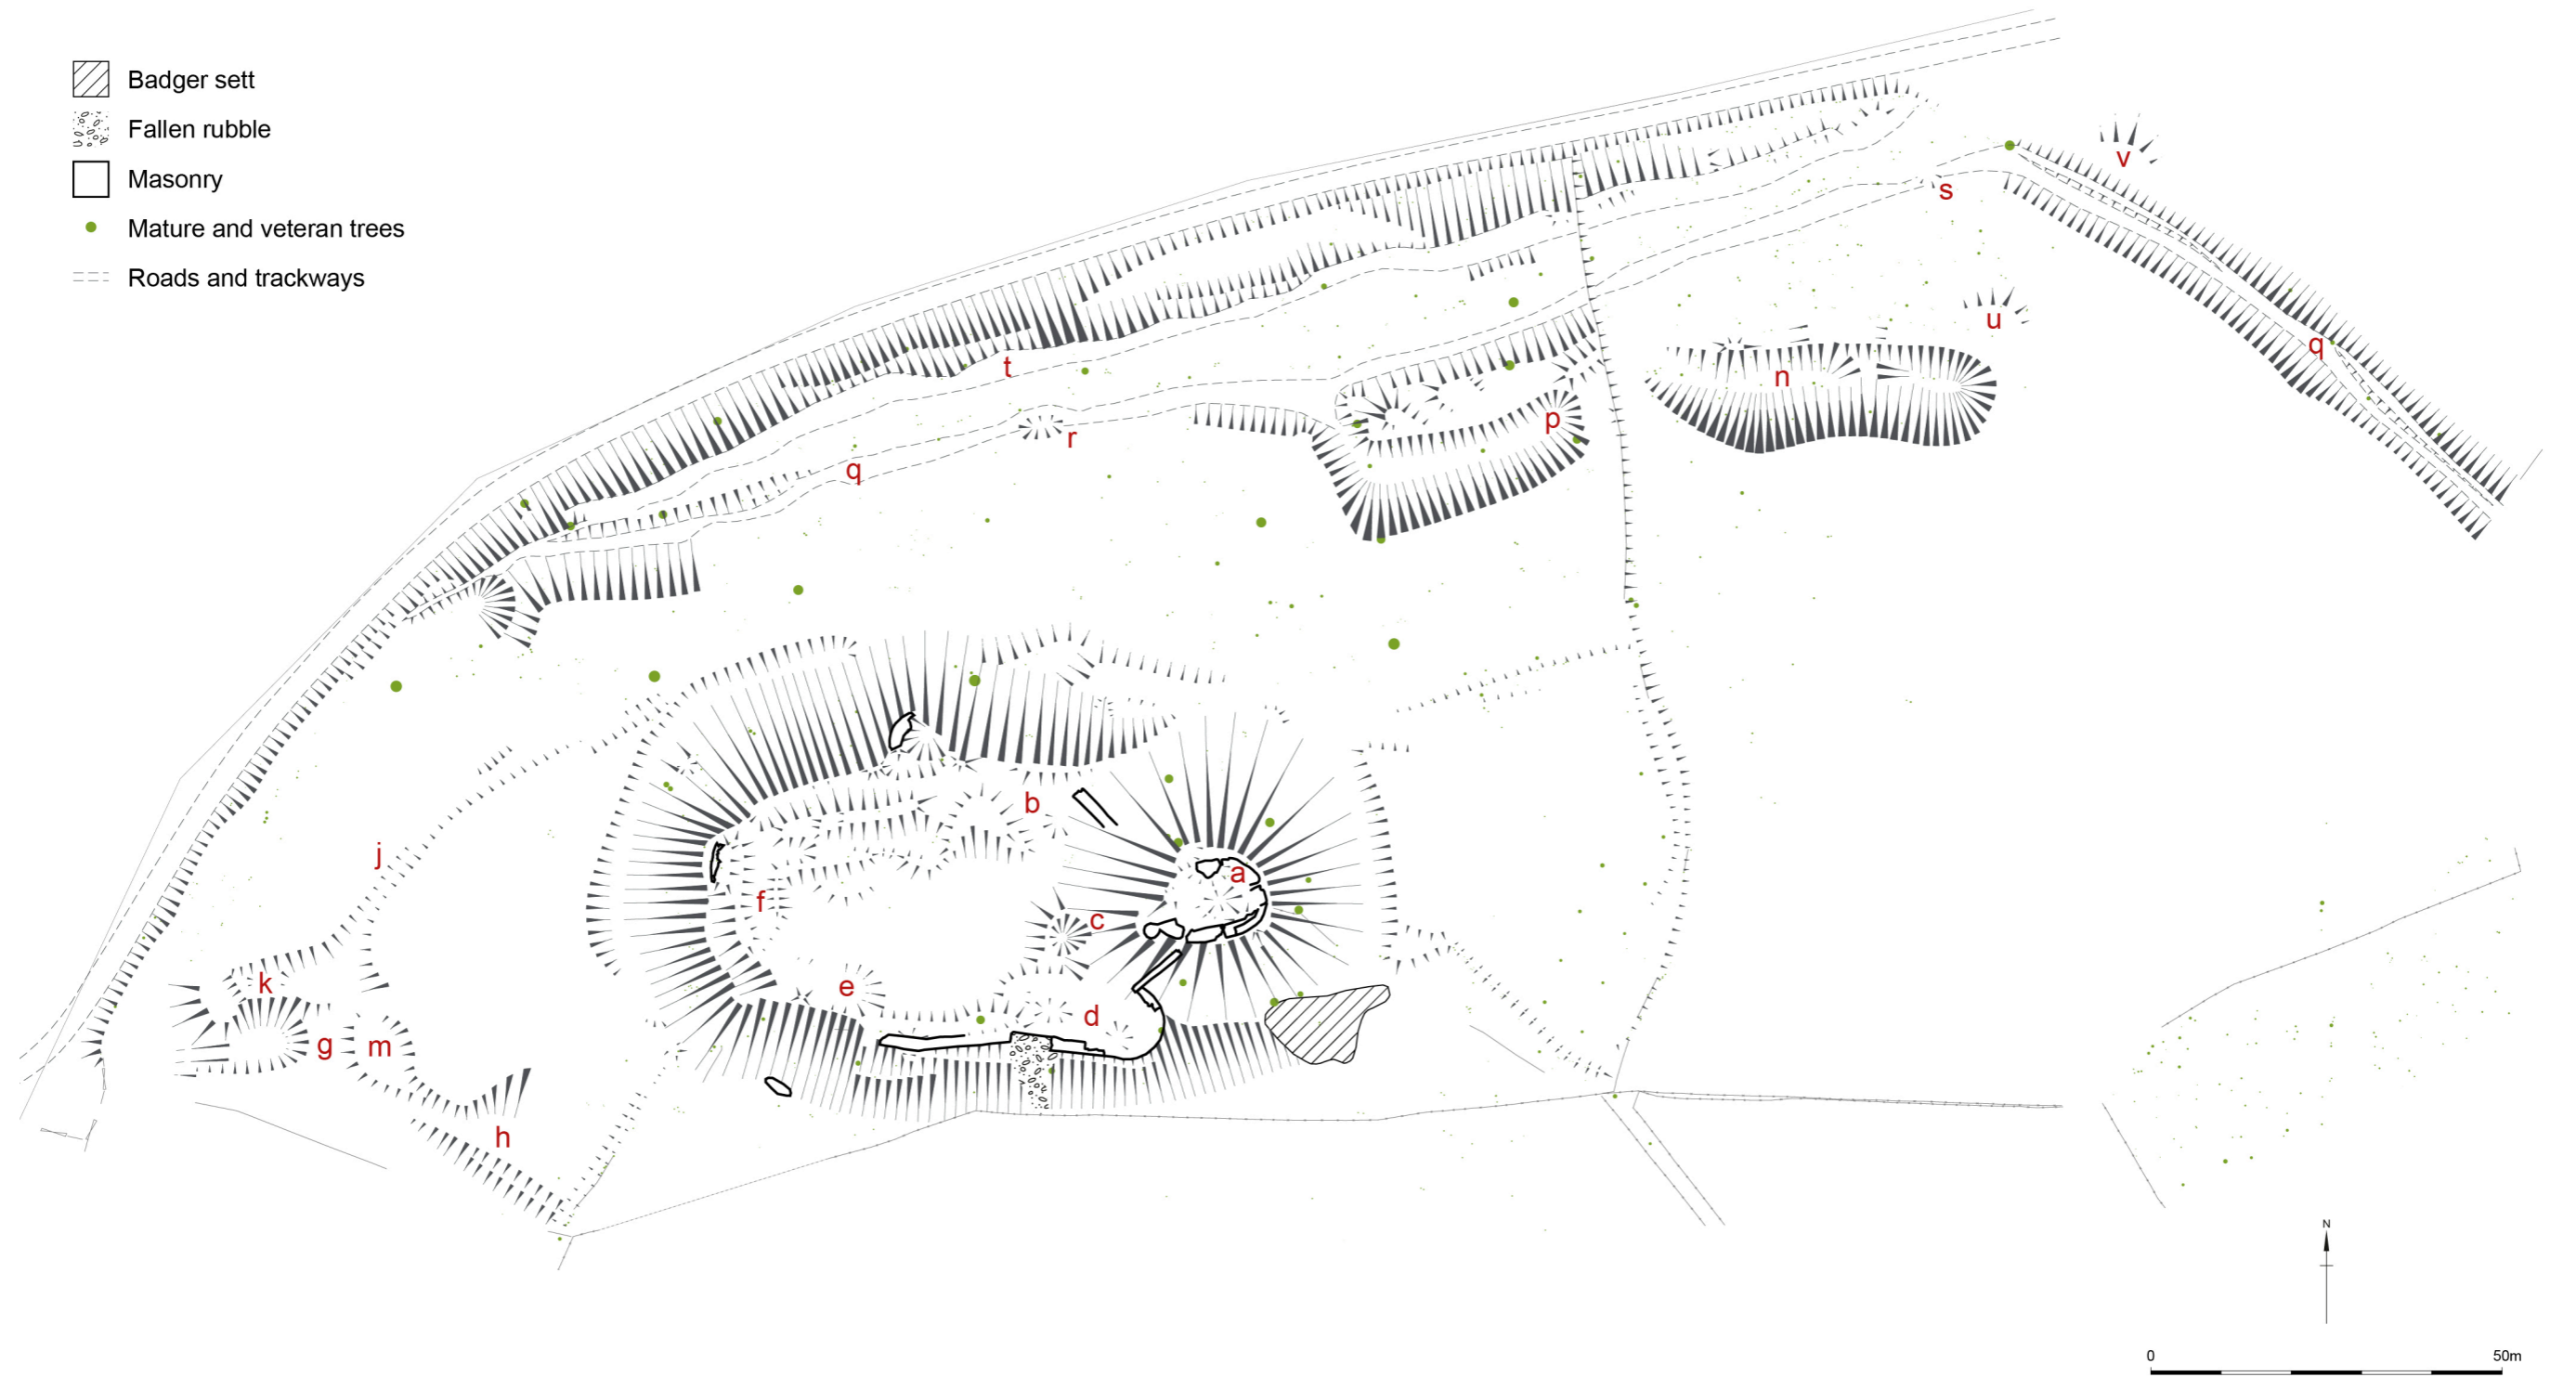 Badger sett
Fallen rubble
Masonry
Mature and veteran trees
Roads and trackways
v
s
u
q
t
n
p
r
q
b
j
a
f
c
k
e
d
g
m
h
N
0
50m